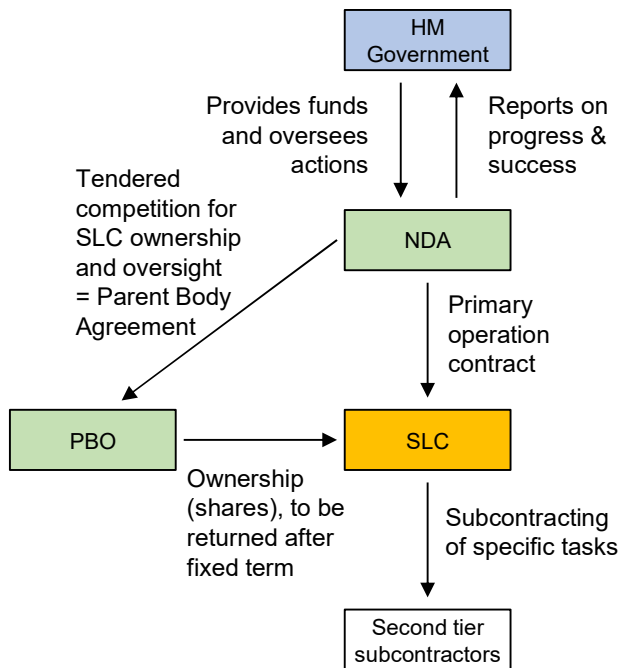 HM
Government
Provides funds
and oversees
actions
Reports on
progress &
success
Tendered
competition for
SLC ownership
and oversight
= Parent Body
Agreement
NDA
Primary
operation
contract
PBO
SLC
Ownership
(shares), to be
returned after
fixed term
Subcontracting
of specific tasks
Second tier
subcontractors